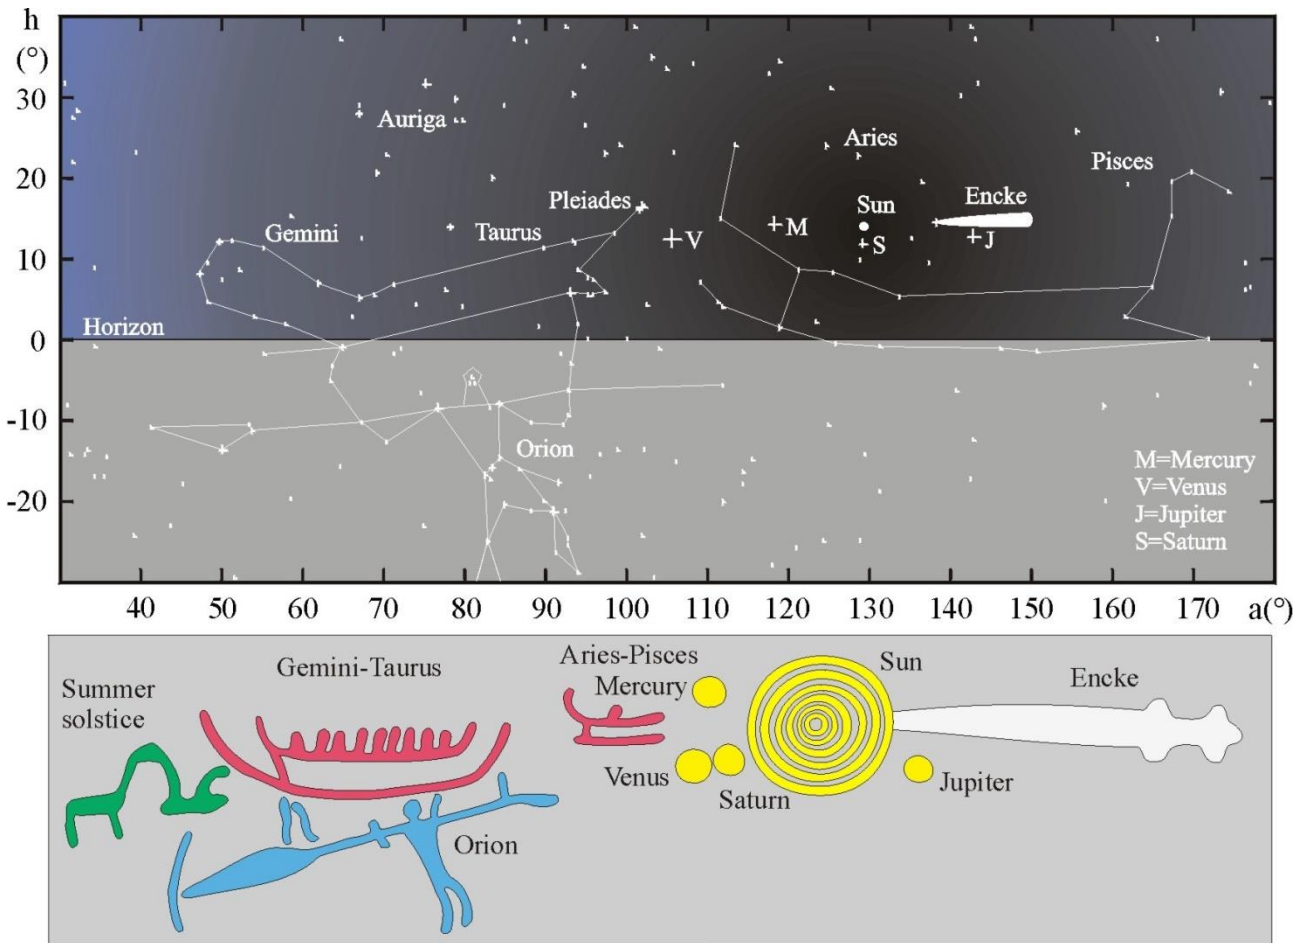 h
(°)
30
20
10
0
-10
-20
Auriga
Aries
Pisces
Pleiades
Encke
Sun
Gemini
Taurus
V
M
S
J
Horizon
Orion
M=Mercury
V=Venus
J=Jupiter
S=Saturn
40 50 60 70 80 90 100 110 120 130 140 150 160 170 a(°)
Gemini-Taurus
Aries-Pisces
Sun
Summer
solstice
Mercury
Encke
Venus
Saturn
Jupiter
Orion